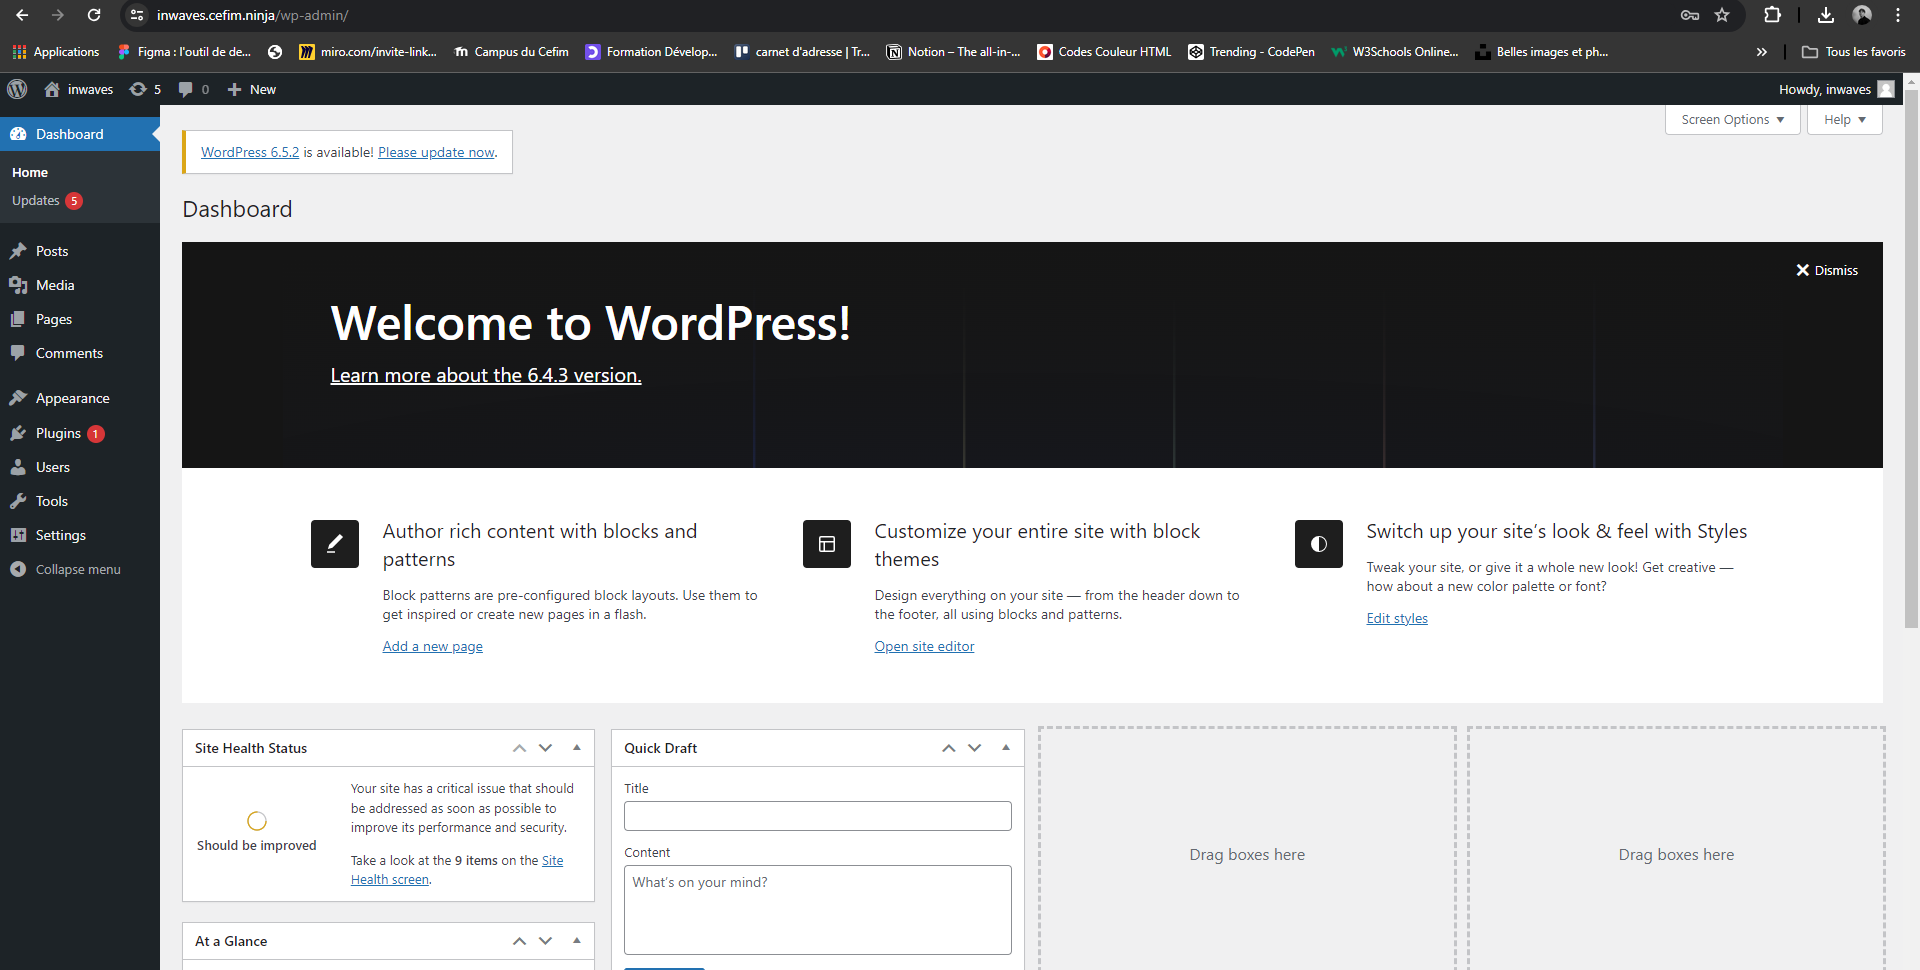 inwaves.cefim.ninja/wp-admin/
Applications
Figma : l'outil de de...
miro.com/invite-link...
Campus du Cefim
Formation Dévelop...
carnet d'adresse | Tr...
Notion – The all-in-...
Codes Couleur HTML
Trending - CodePen
W3Schools Online...
Belles images et ph...
Tous les favoris
inwaves
5
0
New
Howdy, inwaves
Screen Options
Help
Dashboard
Home
Updates 5
Posts
Media
Pages
Comments
Appearance
Plugins 1
Users
Tools
Settings
Collapse menu
WordPress 6.5.2 is available! Please update now.
Dashboard
Dismiss
Welcome to WordPress!
Learn more about the 6.4.3 version.
Author rich content with blocks and
patterns
Block patterns are pre-configured block layouts. Use them to
get inspired or create new pages in a flash.
Add a new page
Customize your entire site with block
themes
Design everything on your site — from the header down to
the footer, all using blocks and patterns.
Open site editor
Switch up your site's look & feel with Styles
Tweak your site, or give it a whole new look! Get creative —
how about a new color palette or font?
Edit styles
Site Health Status
Should be improved
Your site has a critical issue that should
be addressed as soon as possible to
improve its performance and security.
Take a look at the 9 items on the Site
Health screen.
At a Glance
Quick Draft
Title
Content
What's on your mind?
Drag boxes here
Drag boxes here